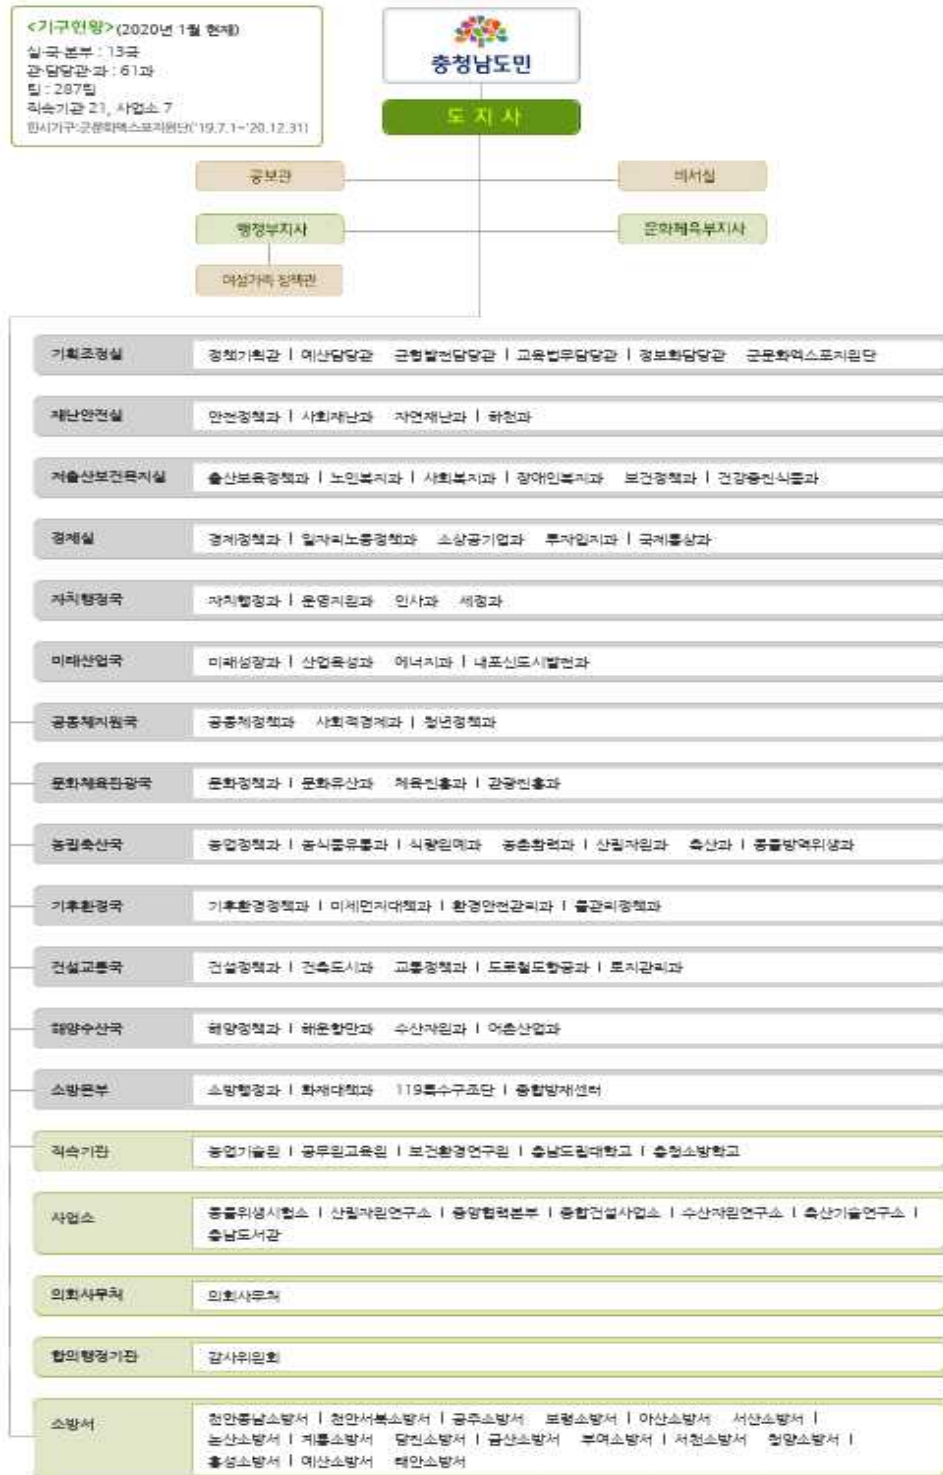 <기구현황>(2020년 1월 현재)
실·국·본부 : 13국
관·담당관·과 : 61과
팀 : 287팀
직속기관 21, 사업소 7
한시기구:군문화엑스포지원단('19.7.1~'20.12.31)
충청남도민
도 지 사
공보관 비서실
행정부지사 문화체육부지사
여성가족 정책관
기획조정실 정책기획관 | 예산담당관 균형발전담당관 | 교육법무담당관 | 정보화담당관 군문화엑스포지원단
재난안전실 안전정책과 | 사회재난과 자연재난과 | 하천과
저출산보건복지실 출산보육정책과 | 노인복지과 | 사회복지과 | 장애인복지과 보건정책과 | 건강증진식품과
경제실 경제정책과 | 일자리노동정책과 소상공기업과 투자입지과 | 국제통상과
자치행정국 자치행정과 | 운영지원과 인사과 세정과
미래산업국 미래성장과 | 산업육성과 에너지과 | 내포신도시발전과
공동체지원국 공동체정책과 사회적경제과 | 청년정책과
문화체육관광국 문화정책과 | 문화유산과 체육진흥과 | 관광진흥과
농림축산국 농업정책과 | 농식품유통과 | 식량원예과 농촌활력과 | 산림자원과 축산과 | 동물방역위생과
기후환경국 기후환경정책과 | 미세먼지대책과 | 환경안전관리과 | 물관리정책과
건설교통국 건설정책과 | 건축도시과 교통정책과 | 도로철도항공과 | 토지관리과
해양수산국 해양정책과 | 해운항만과 수산자원과 | 어촌산업과
소방본부 소방행정과 | 화재대책과 119특수구조단 | 종합방재센터
직속기관 농업기술원 | 공무원교육원 | 보건환경연구원 | 충남도립대학교 | 충청소방학교
사업소 동물위생시험소 | 산림자원연구소 | 중앙협력본부 | 종합건설사업소 | 수산자원연구소 | 축산기술연구소 |
충남도서관
의회사무처 의회사무처
합의행정기관 감사위원회
소방서 천안동남소방서 | 천안서북소방서 | 공주소방서 보령소방서 | 아산소방서 서산소방서 |
논산소방서 | 계룡소방서 당진소방서 | 금산소방서 부여소방서 | 서천소방서 청양소방서 |
홍성소방서 | 예산소방서 태안소방서